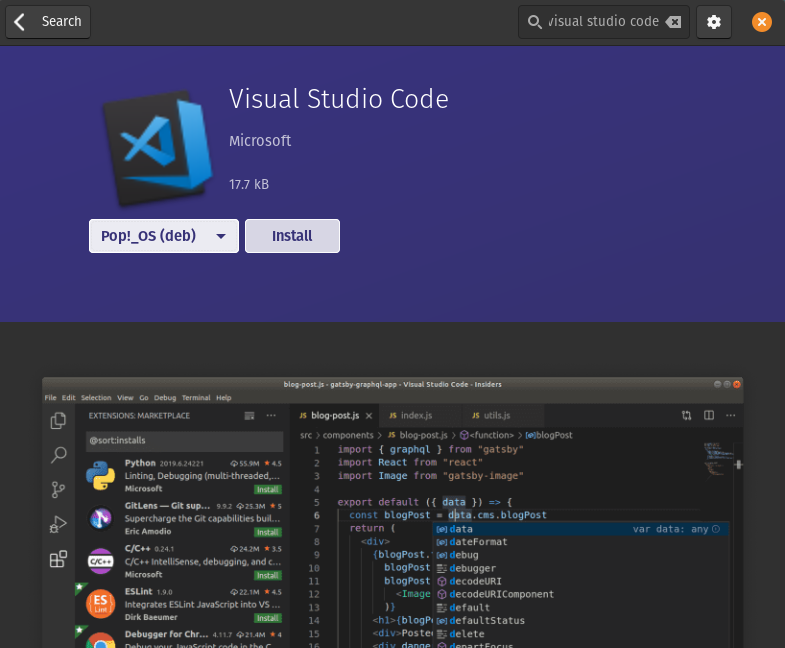 Search
visual studio code
Visual Studio Code
Microsoft
17.7 kB
Pop!_OS (deb)
Install
blog-post.js - gatsby-graphql-app - Visual Studio Code - Insiders
File Edit Selection View Go Debug Terminal Help
EXTENSIONS: MARKETPLACE
@sort:installs
Python 2019.6.24221 55.9M 4.5
Linting, Debugging (multi-threaded,...
Microsoft Install
GitLens — Git sup... 9.9.2 25.3M 5
Supercharge the Git capabilities buil...
Eric Amodio Install
C/C++ 0.24.1 24.2M 3.5
C/C++ IntelliSense, debugging, and c...
Microsoft Install
ESLint 1.9.0 22.1M 4.5
Integrates ESLint JavaScript into VS ...
Dirk Baeumer Install
Debugger for Chr... 4.11.7 21.4M 4
Debug your JavaScript code in the C...
JS blog-post.js JS index.js JS utils.js
src > components > JS blog-post.js > <function> > blogPost
1 import { graphql } from "gatsby"
2 import React from "react"
3 import Image from "gatsby-image"
4
5 export default ({ data }) => {
6 const blogPost = data.cms.blogPost
7 return (
8 <div>
9 {blogPost.
10 blogPost
11 blogPost
12 <Image
13 )}
14 <h1>{blogP
15 <div>Poste
16 <div dange
data var data: any
dateFormat
debug
debugger
decodeURI
decodeURIComponent
default
defaultStatus
delete
departFocus